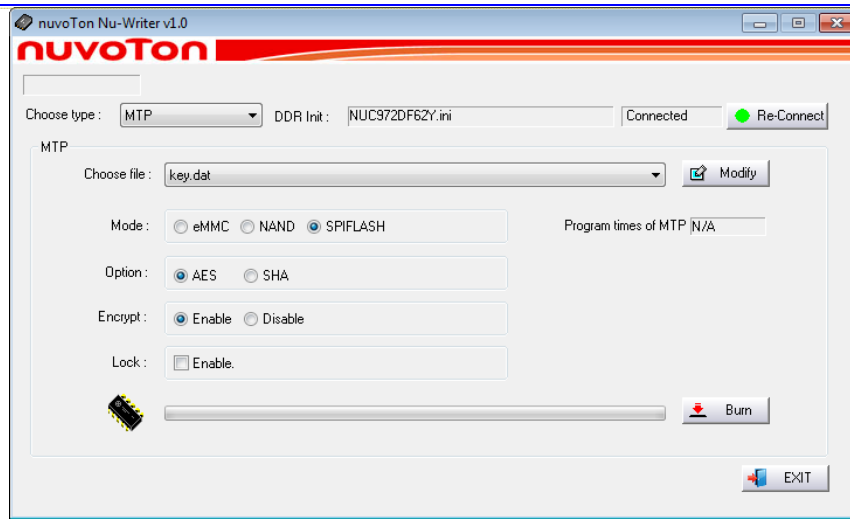 nuvoTon Nu-Writer v1.0
nuvoTon
Choose type : MTP DDR Init : NUC972DF62Y.ini Connected Re-Connect
MTP
Choose file : key.dat Modify
Mode : eMMC NAND SPIFLASH Program times of MTP N/A
Option : AES SHA
Encrypt : Enable Disable
Lock : Enable.
Burn
EXIT